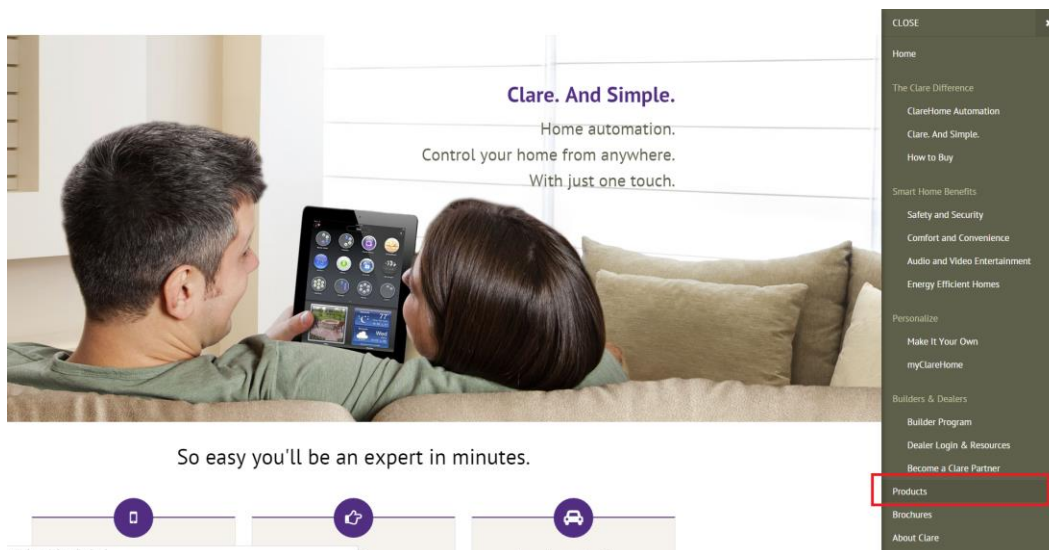 Clare. And Simple.
Home automation.
Control your home from anywhere.
With just one touch.
So easy you'll be an expert in minutes.
CLOSE
Home
The Clare Difference
ClareHome Automation
Clare. And Simple.
How to Buy
Smart Home Benefits
Safety and Security
Comfort and Convenience
Audio and Video Entertainment
Energy Efficient Homes
Personalize
Make It Your Own
myClareHome
Builders & Dealers
Builder Program
Dealer Login & Resources
Become a Clare Partner
Products
Brochures
About Clare